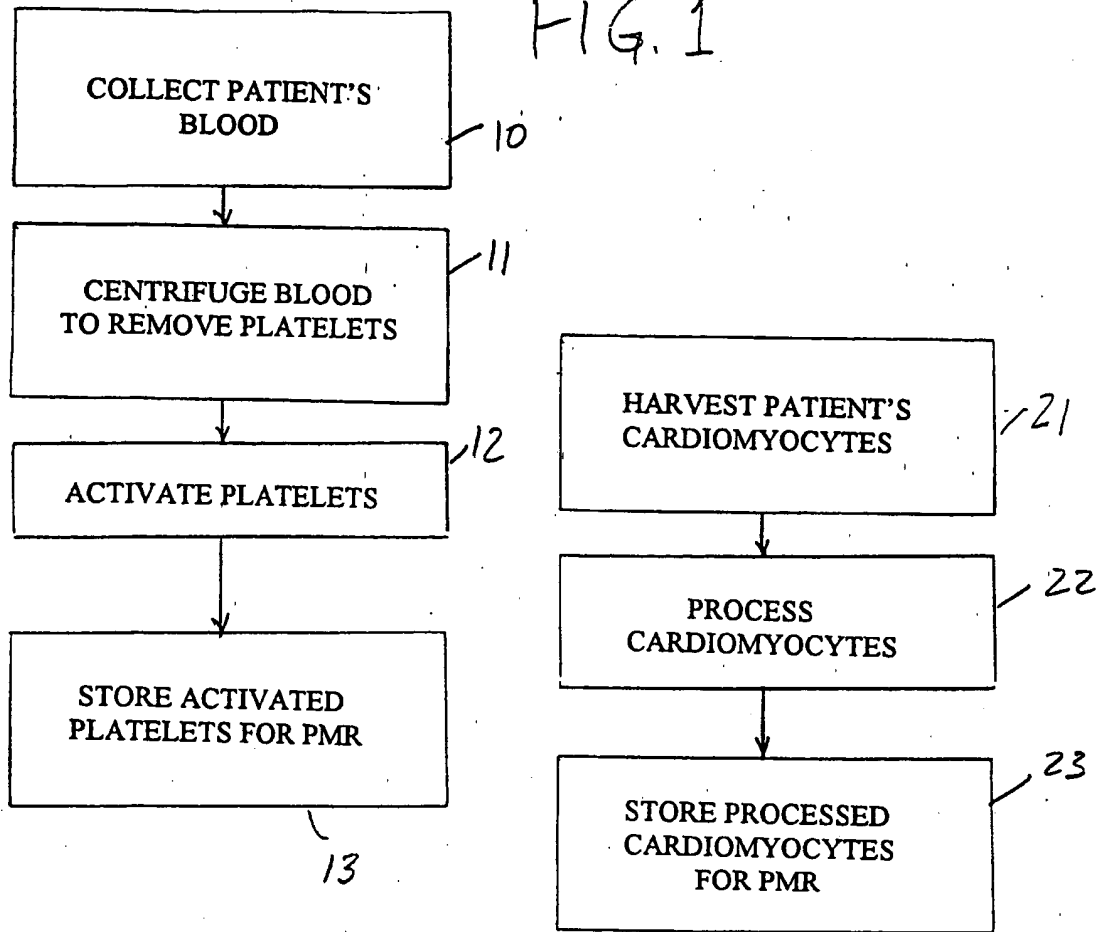 FIG. 1
COLLECT PATIENT'S
BLOOD
10
CENTRIFUGE BLOOD
TO REMOVE PLATELETS
11
ACTIVATE PLATELETS
12
STORE ACTIVATED
PLATELETS FOR PMR
13
HARVEST PATIENT'S
CARDIOMYOCYTES
21
PROCESS
CARDIOMYOCYTES
22
STORE PROCESSED
CARDIOMYOCYTES
FOR PMR
23